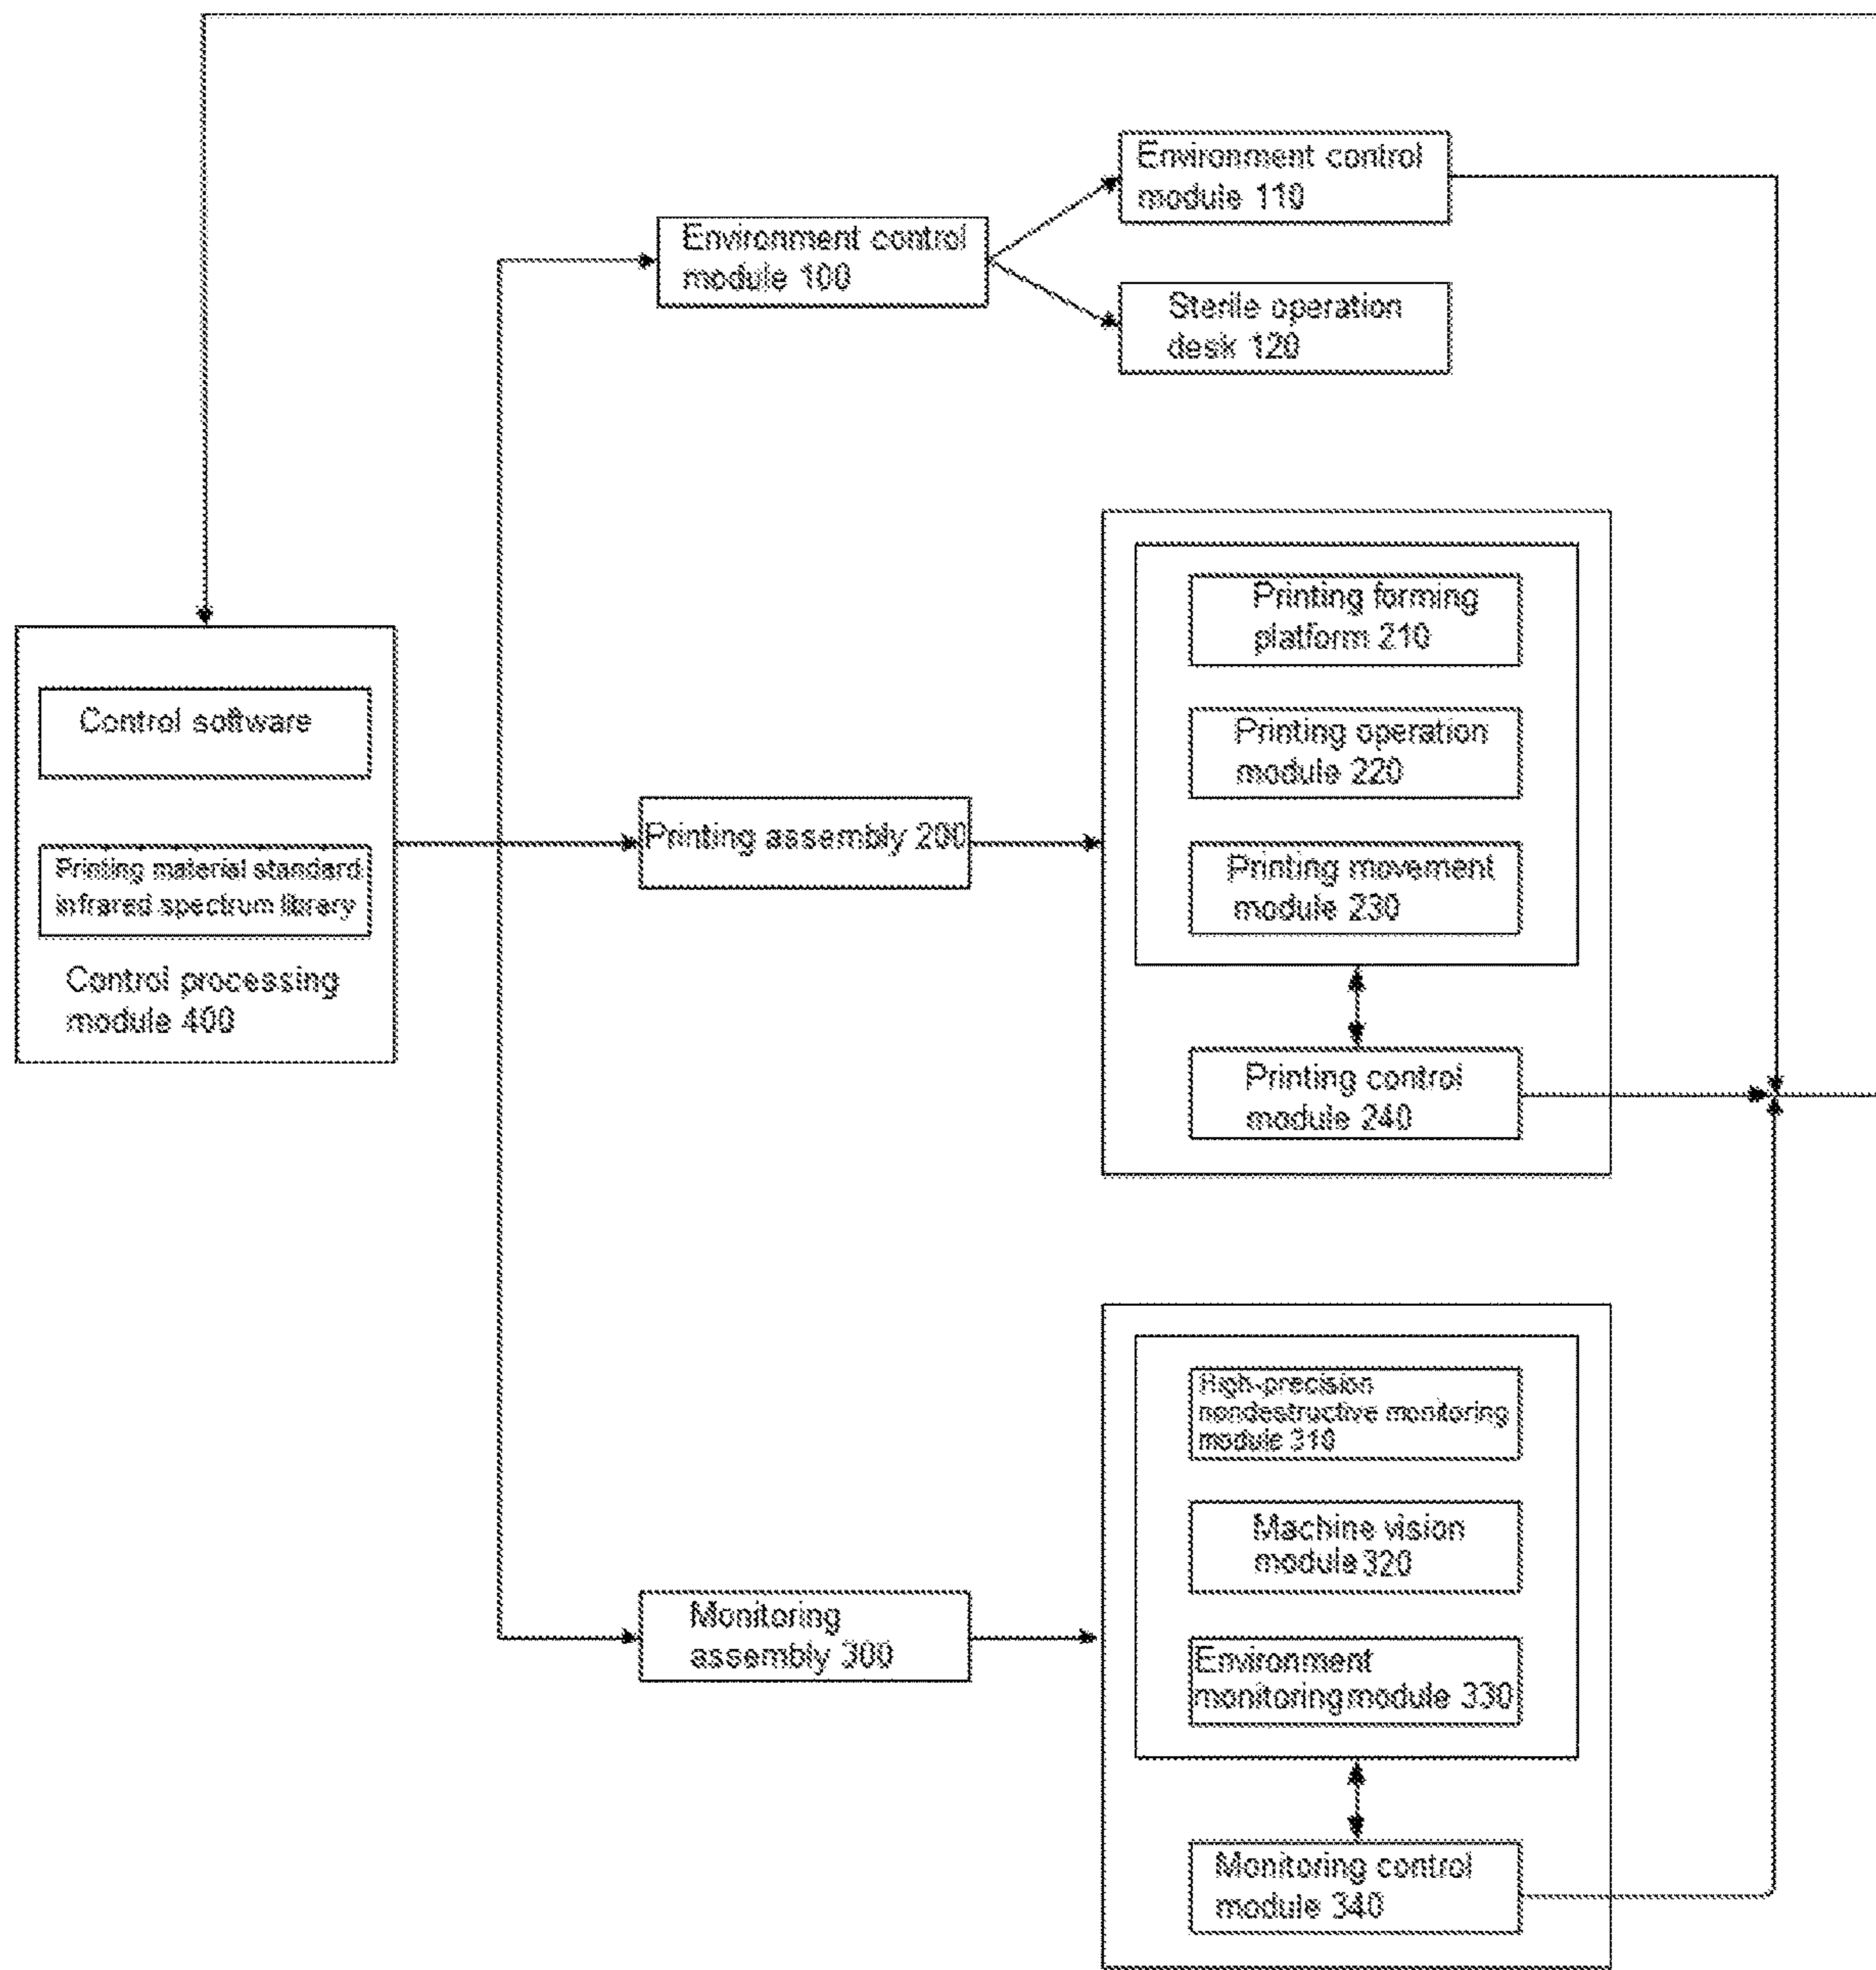 Environment control
module 110
Environment control
module 100
Sterile operation
desk 120
Printing forming
platform 210
Control software
Printing operation
module 220
Printing assembly 200
Printing material standard
infrared spectrum library
Printing movement
module 230
Control processing
module 400
Printing control
module 240
High-precision
nondestructive monitoring
module 310
Machine vision
module 320
Monitoring
assembly 300
Environment
monitoring module 330
Monitoring control
module 340